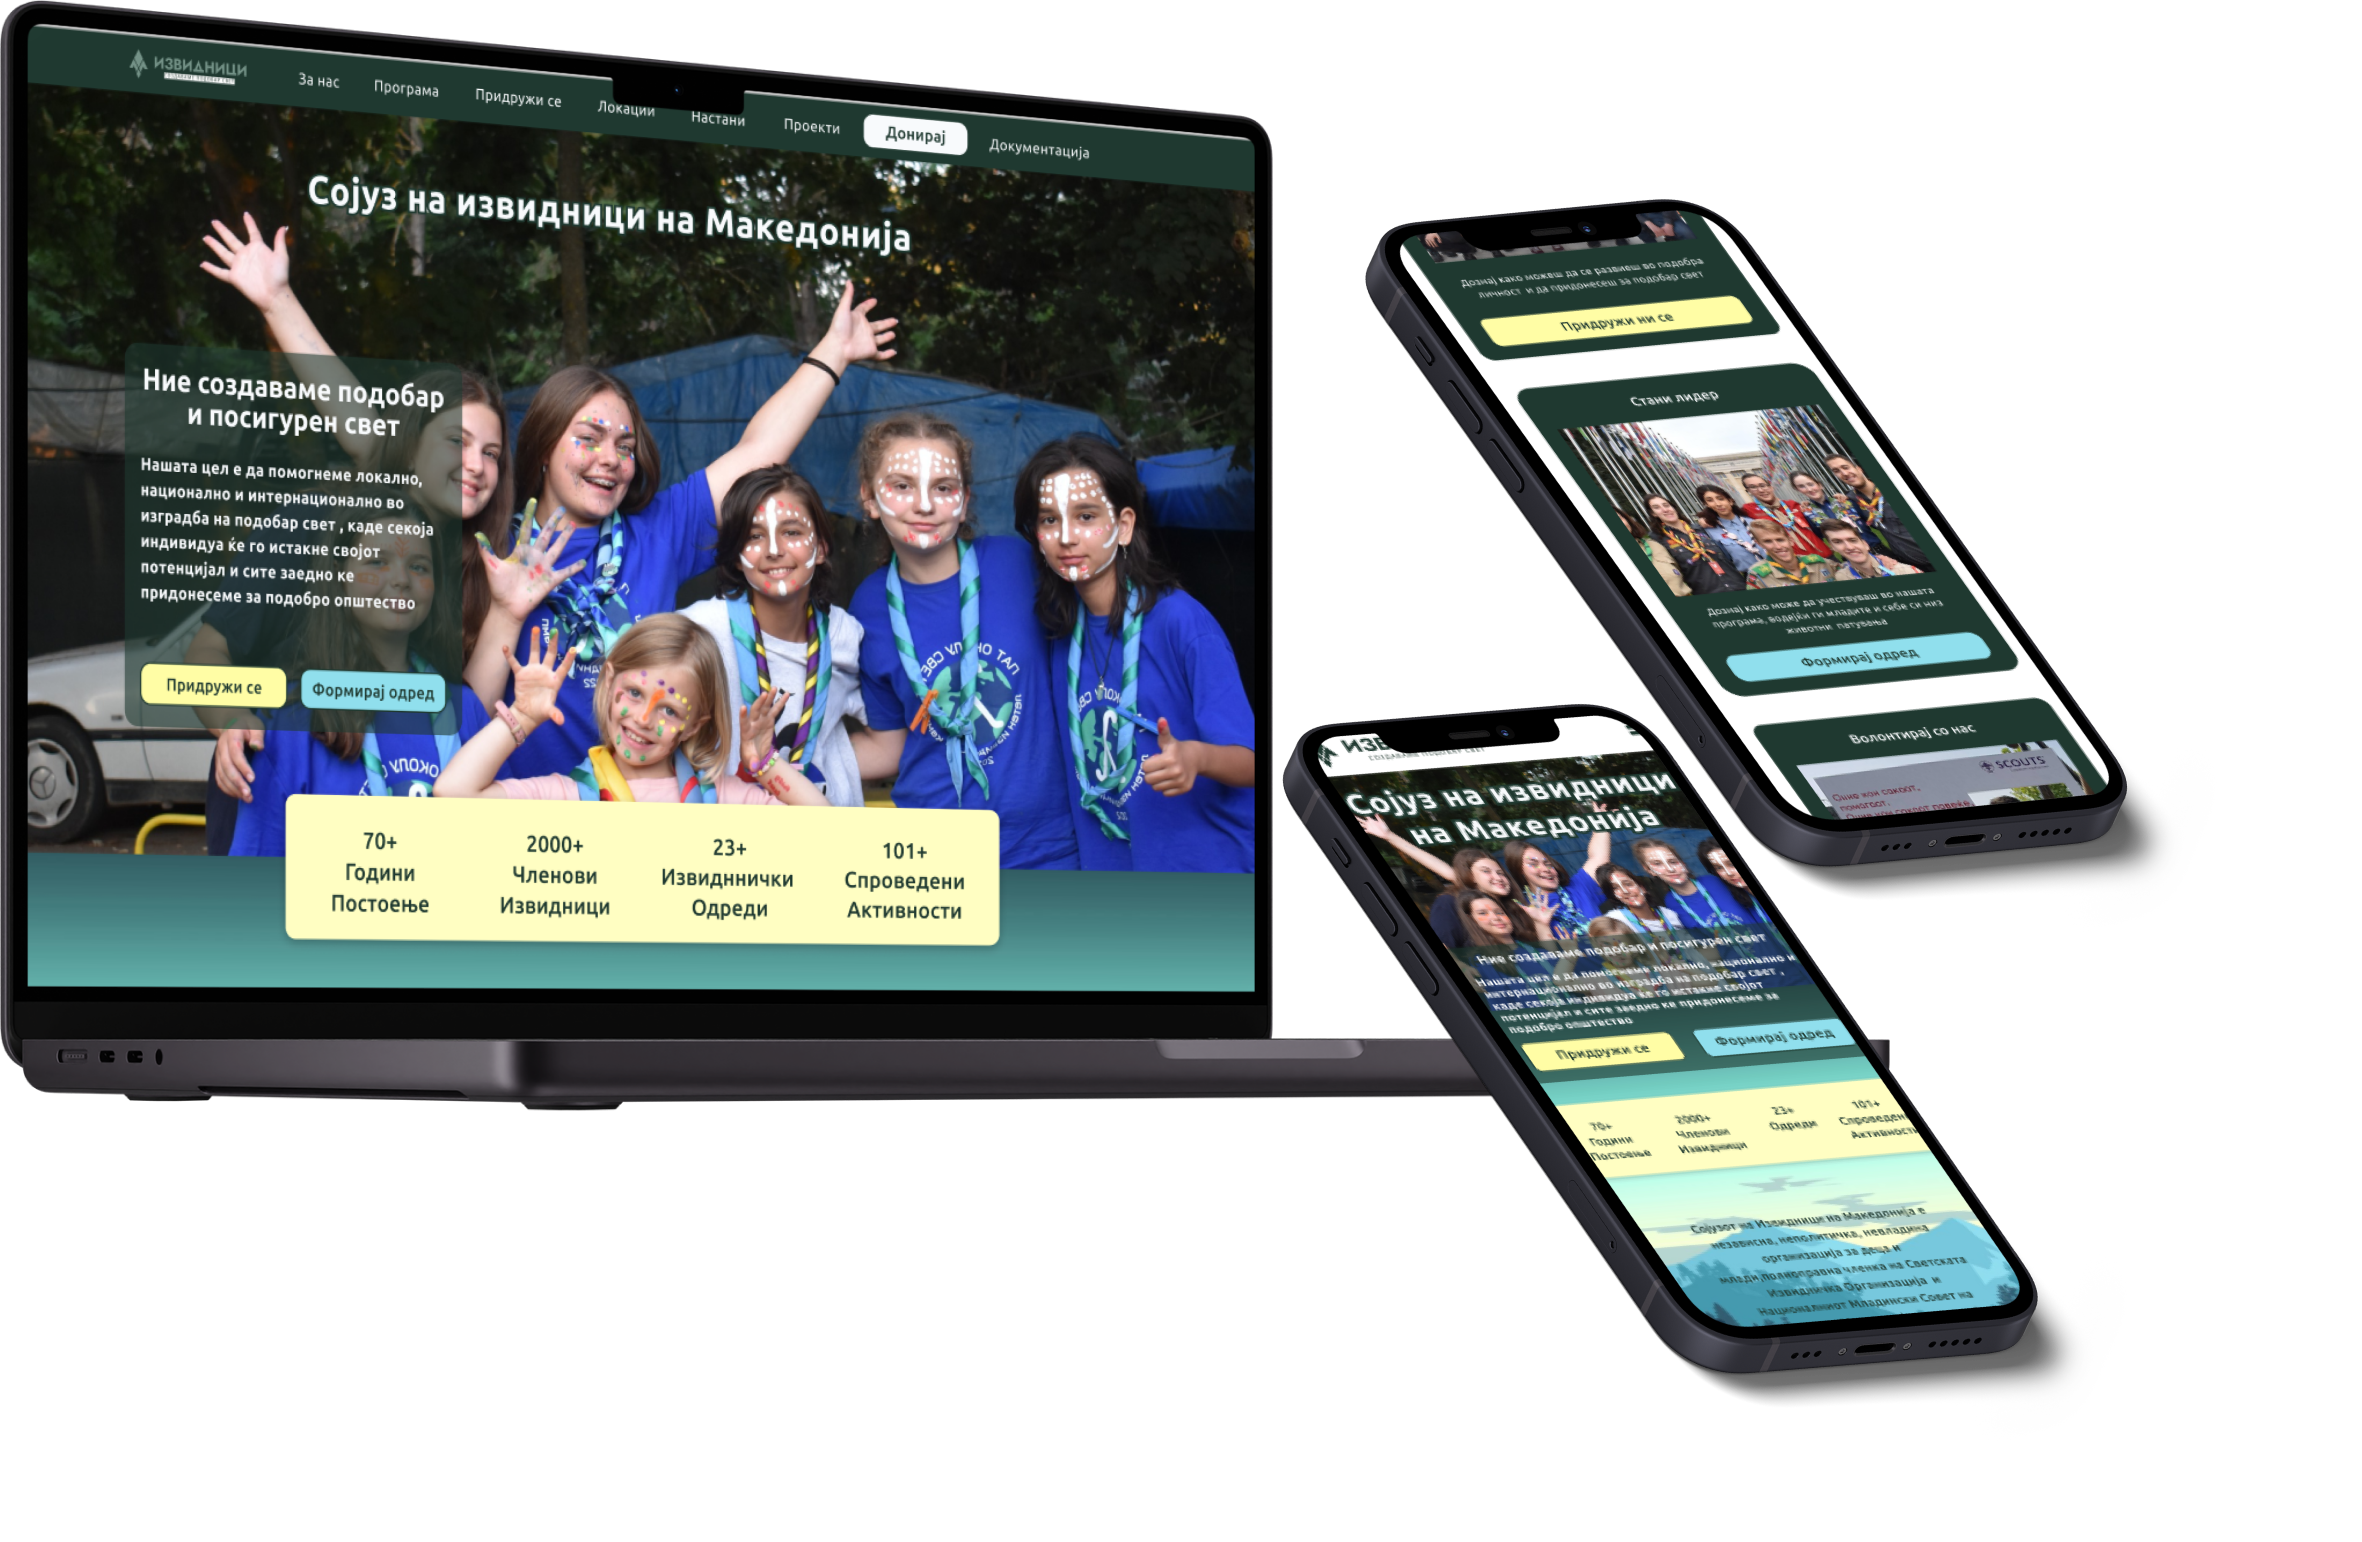 ИЗВИДНИЦИ
За нас
Програма
Придружи се
Локации
Настани
Проекти
Донирај
Документација
Сојуз на извидници на Македонија
Ние создаваме подобар
и посигурен свет
Нашата цел е да помогнеме локално,
национално и интернационално во
изградба на подобар свет , каде секоја
индивидуа ќе го истакне својот
потенцијал и сите заедно ке
придонесеме за подобро општество
Придружи се
Формирај одред
70+
Години
Постоење
2000+
Членови
Извидници
23+
Извидннички
Одреди
101+
Спроведени
Активности
Дознај како можеш да се развиеш во подобра
личност и да придонесеш за подобар свет
Придружи ни се
Стани лидер
Дознај како може да учествуваш во нашата
програма, водејќи ги младите и себе си низ
животни патувања
Формирај одред
Волонтирај со нас
SCOUTS
Сојуз на извидници
на Македонија
Ние создаваме подобар и посигурен свет
Нашата цел е да помогнеме локално, национално и
интернационално во изградба на подобар свет ,
каде секоја индивидуа ќе го истакне својот
потенцијал и сите заедно ке придонесеме за
подобро општество
Придружи се
Формирај одред
70+
Години
Постоење
2000+
Членови
Извидници
23+
Одреди
101+
Спроведени
Активности
Сојузот на Извидници на Македонија е
независна, неполитичка, невладина
организација за деца и
млади,полноправна членка на Светската
Извидничка Организација и
Националниот Младински Совет на